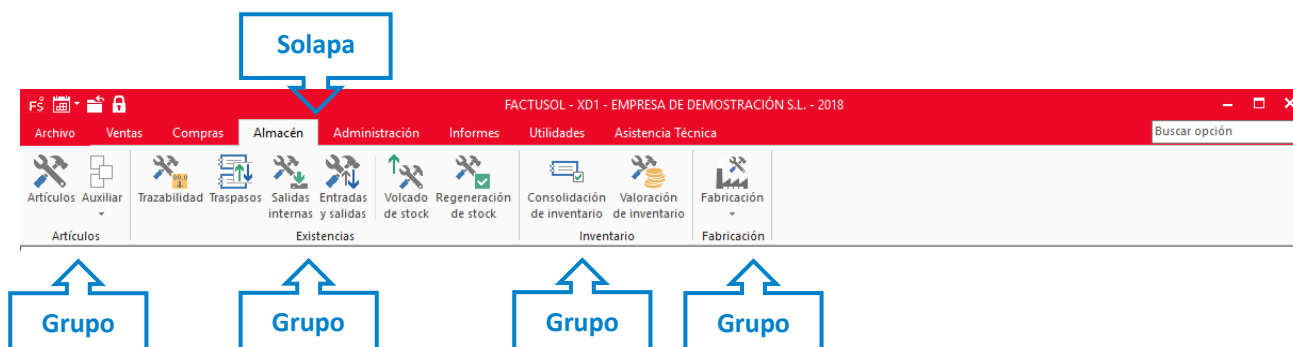 Solapa
FS FACTUSOL - XD1 - EMPRESA DE DEMOSTRACIÓN S.L. - 2018
Archivo Ventas Compras Almacén Administración Informes Utilidades Asistencia Técnica Buscar opción
Artículos Auxiliar Trazabilidad Traspasos Salidas Entradas Volcado Regeneración Consolidación Valoración Fabricación
internas y salidas de stock de stock de inventario de inventario
Artículos Existencias Inventario Fabricación
Grupo Grupo Grupo Grupo